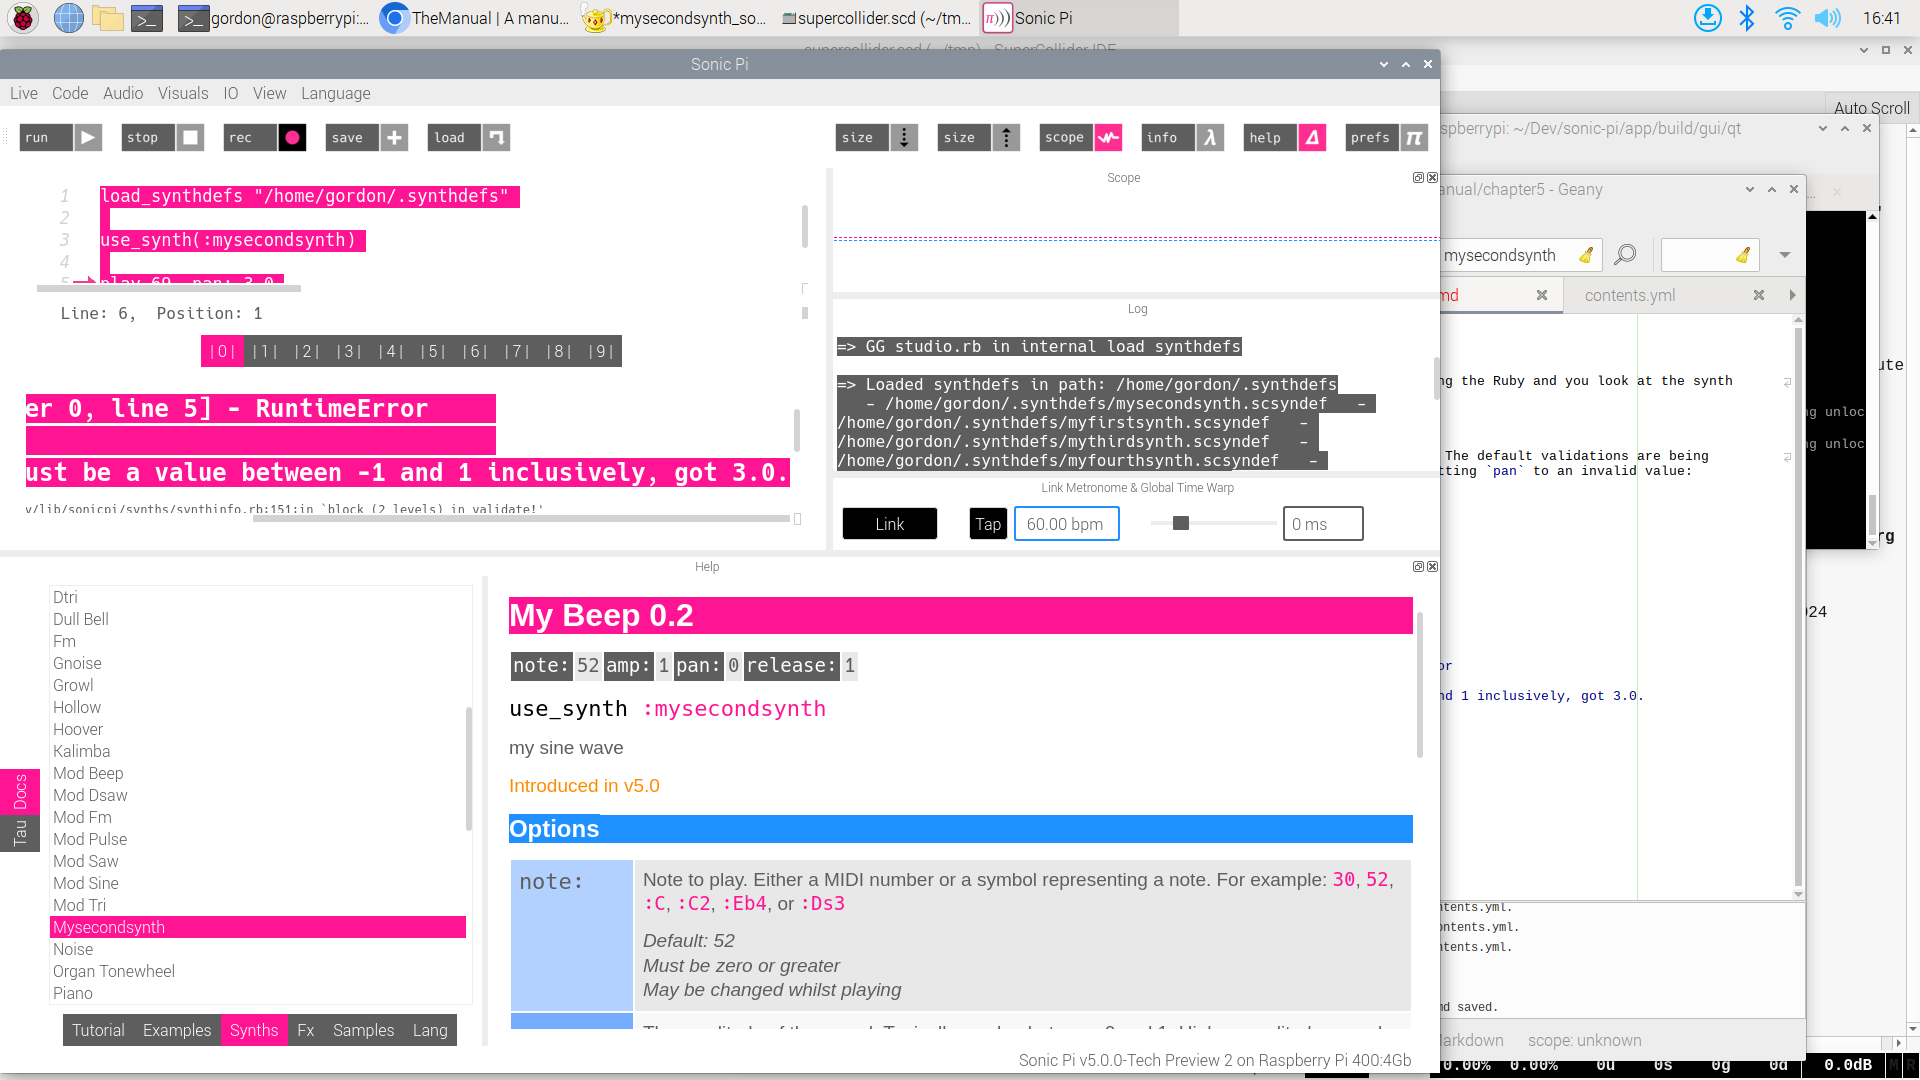 gordon@raspberrypi:... TheManual | A manu... *mysecondsynth_so... supercollider.scd (~/tm... Sonic Pi 16:41
Sonic Pi
Live Code Audio Visuals IO View Language
Auto Scroll
spberrypi: ~/Dev/sonic-pi/app/build/gui/qt
run stop rec save load size size scope info λ help prefs π
Scope
anual/chapter5 - Geany
1 load_synthdefs "/home/gordon/.synthdefs"
2
3 use_synth(:mysecondsynth)
4
5 play 69, pan: 3.0
mysecondsynth
md contents.yml
Line: 6, Position: 1
|0| |1| |2| |3| |4| |5| |6| |7| |8| |9|
Log
=> GG studio.rb in internal load synthdefs
=> Loaded synthdefs in path: /home/gordon/.synthdefs
- /home/gordon/.synthdefs/mysecondsynth.scsyndef -
/home/gordon/.synthdefs/myfirstsynth.scsyndef -
/home/gordon/.synthdefs/mythirdsynth.scsyndef -
/home/gordon/.synthdefs/myfourthsynth.scsyndef -
er 0, line 5] - RuntimeError
ust be a value between -1 and 1 inclusively, got 3.0.
v/lib/sonicpi/synths/synthinfo.rb:151:in `block (2 levels) in validate!'
ng the Ruby and you look at the synth
The default validations are being
tting `pan` to an invalid value:
ute
ng unloc
ng unloc
rg
024
or
nd 1 inclusively, got 3.0.
Link Metronome & Global Time Warp
Link Tap 60.00 bpm 0 ms
Help
Dtri
Dull Bell
Fm
Gnoise
Growl
Hollow
Hoover
Kalimba
Mod Beep
Mod Dsaw
Mod Fm
Mod Pulse
Mod Saw
Mod Sine
Mod Tri
Mysecondsynth
Noise
Organ Tonewheel
Piano
Docs
Tau
Tutorial Examples Synths Fx Samples Lang
My Beep 0.2
note: 52 amp: 1 pan: 0 release: 1
use_synth :mysecondsynth
my sine wave
Introduced in v5.0
Options
note:
Note to play. Either a MIDI number or a symbol representing a note. For example: 30, 52,
:C, :C2, :Eb4, or :Ds3
Default: 52
Must be zero or greater
May be changed whilst playing
Sonic Pi v5.0.0-Tech Preview 2 on Raspberry Pi 400:4Gb
ntents.yml.
ontents.yml.
ntents.yml.
md saved.
arkdown scope: unknown
0.00% 0.00% 0u 0s 0g 0d 0.0dB M R